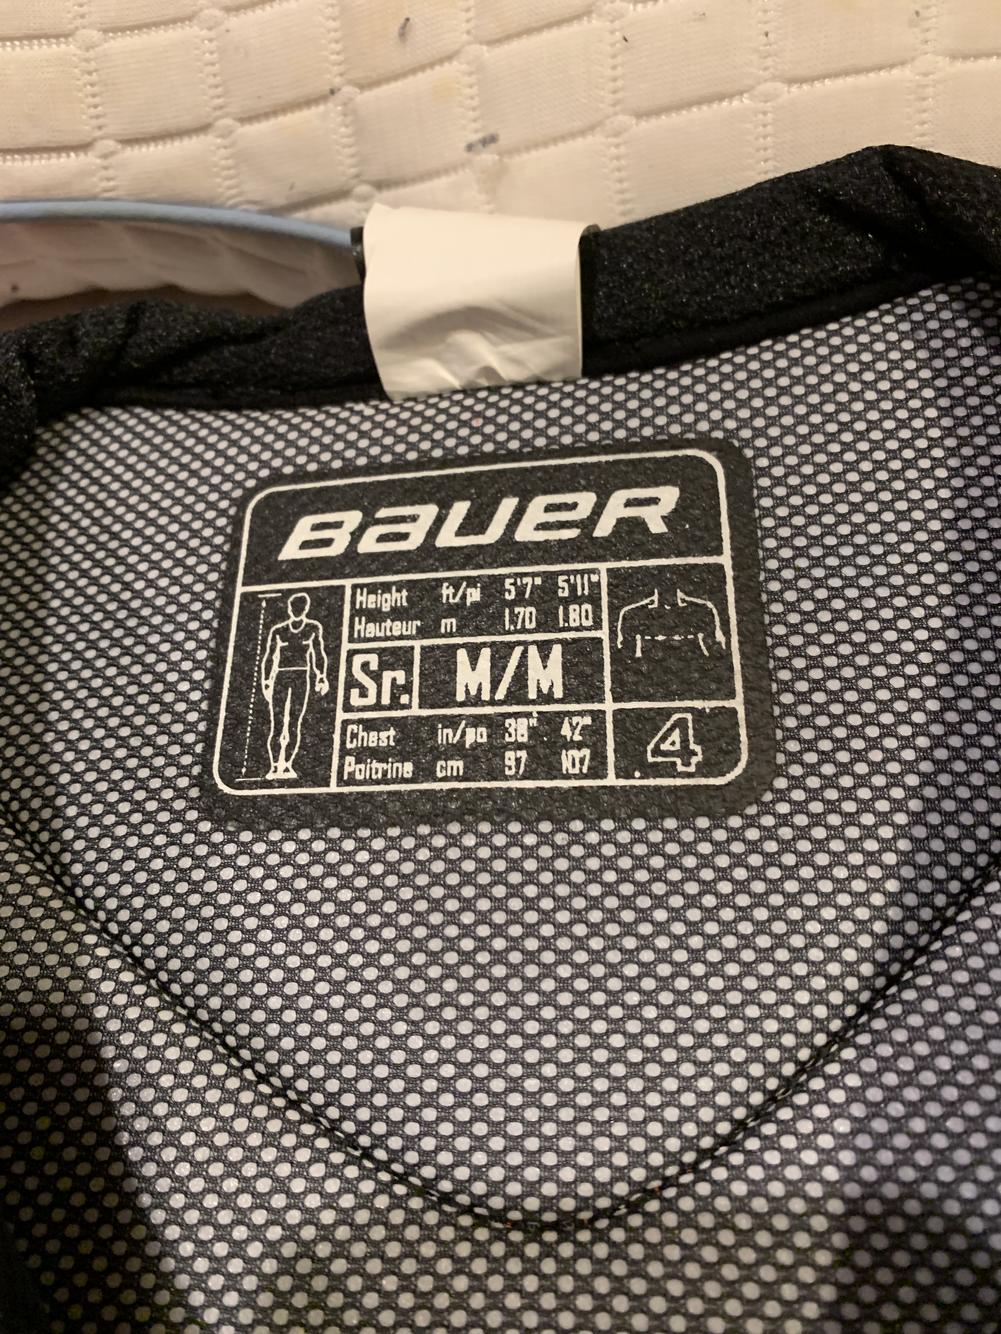 BAUER
Height ft/pi 5'7" 5'11"
Hauteur m 1.70 1.80
Sr. M/M
Chest in/po 38" 42"
Poitrine cm 97 107
4